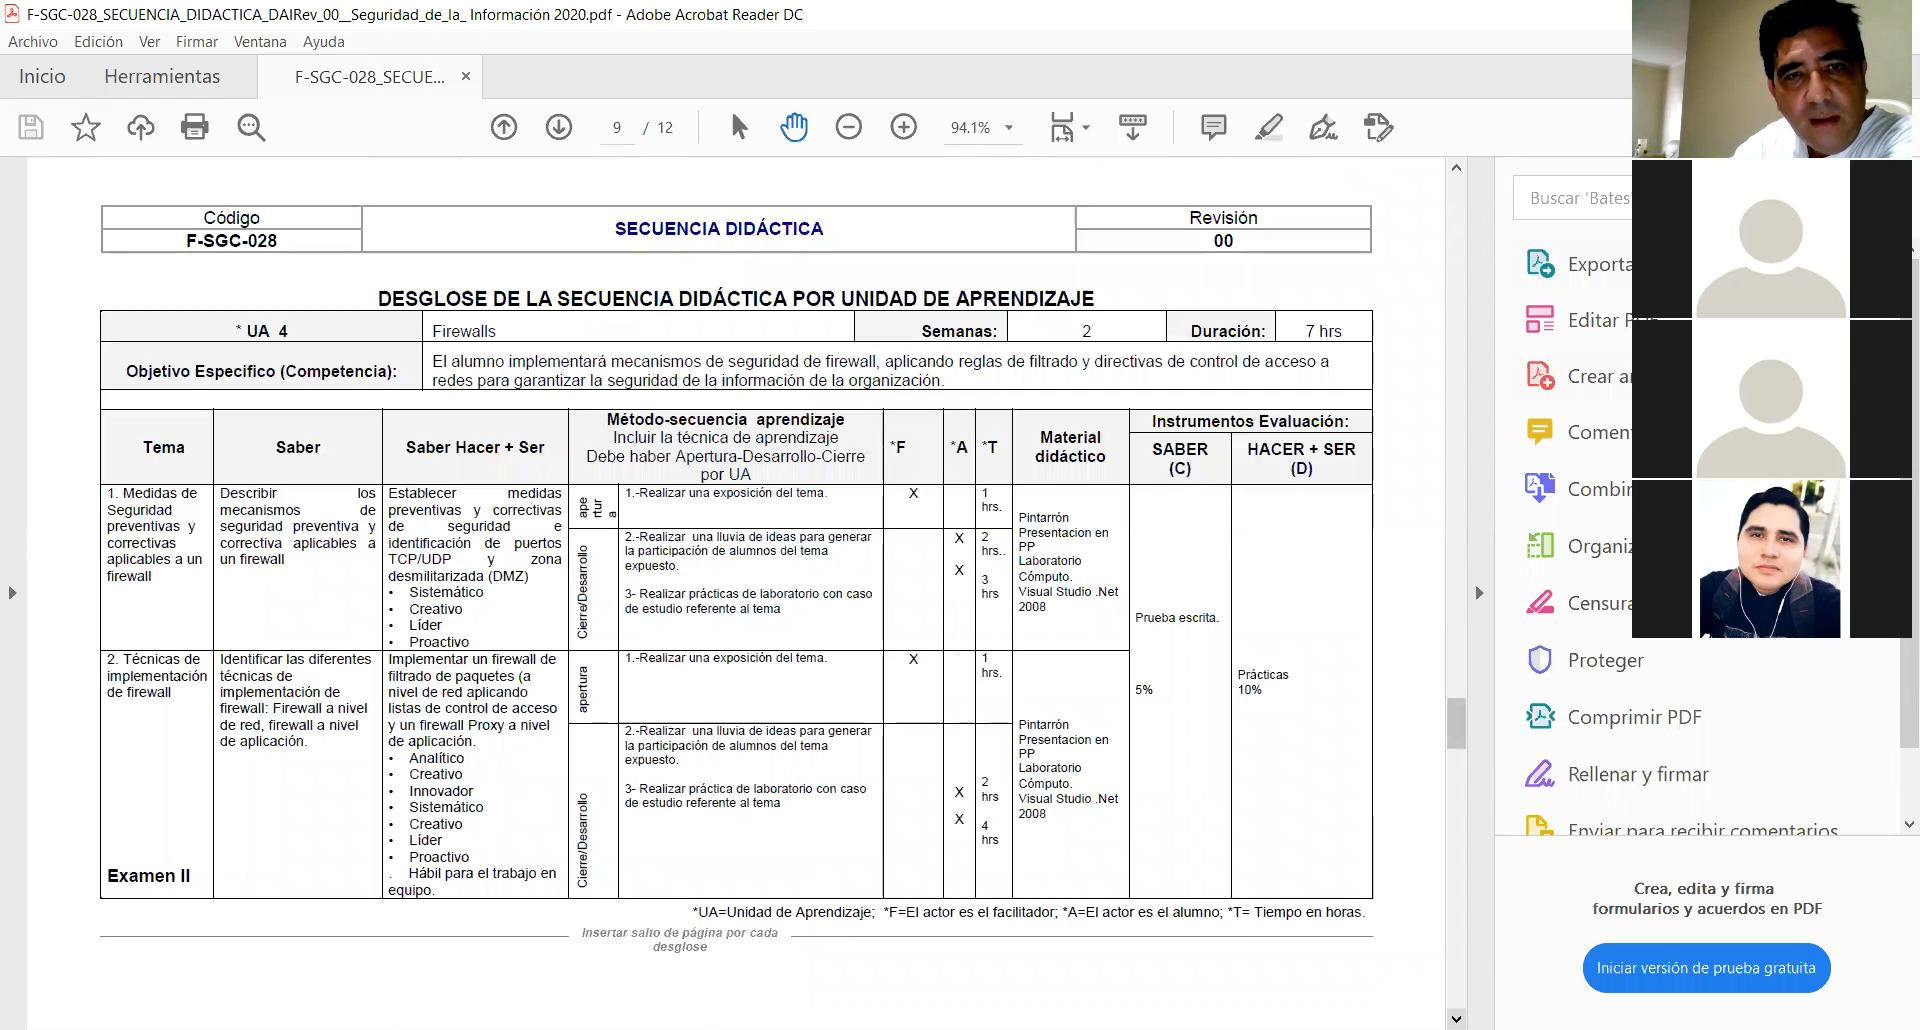 F-SGC-028_SECUENCIA_DIDACTICA_DAIRev_00__Seguridad_de_la_ Información 2020.pdf - Adobe Acrobat Reader DC
Archivo Edición Ver Firmar Ventana Ayuda
Inicio Herramientas F-SGC-028_SECUE... ×
9 / 12 94.1%
Código
F-SGC-028
SECUENCIA DIDÁCTICA
Revisión
00
DESGLOSE DE LA SECUENCIA DIDÁCTICA POR UNIDAD DE APRENDIZAJE
* UA 4 Firewalls Semanas: 2 Duración: 7 hrs
Objetivo Especifico (Competencia):
El alumno implementará mecanismos de seguridad de firewall, aplicando reglas de filtrado y directivas de control de acceso a
redes para garantizar la seguridad de la información de la organización.
Tema
Saber
Saber Hacer + Ser
Método-secuencia aprendizaje
Incluir la técnica de aprendizaje
Debe haber Apertura-Desarrollo-Cierre
por UA
*F
*A
*T
Material
didáctico
Instrumentos Evaluación:
SABER
(C)
HACER + SER
(D)
1. Medidas de
Seguridad
preventivas y
correctivas
aplicables a un
firewall
Describir los
mecanismos de
seguridad preventiva y
correctiva aplicables a
un firewall
Establecer medidas
preventivas y correctivas
de seguridad e
identificación de puertos
TCP/UDP y zona
desmilitarizada (DMZ)
• Sistemático
• Creativo
• Líder
• Proactivo
ape
rtur
a
1.-Realizar una exposición del tema.
X
1
hrs.
Cierre/Desarrollo
2.-Realizar una lluvia de ideas para generar
la participación de alumnos del tema
expuesto.
3- Realizar prácticas de laboratorio con caso
de estudio referente al tema
X
X
2
hrs..
3
hrs
Pintarrón
Presentacion en
PP
Laboratorio
Cómputo.
Visual Studio .Net
2008
Prueba escrita.
5%
Prácticas
10%
2. Técnicas de
implementación
de firewall
Examen II
Identificar las diferentes
técnicas de
implementación de
firewall: Firewall a nivel
de red, firewall a nivel
de aplicación.
Implementar un firewall de
filtrado de paquetes (a
nivel de red aplicando
listas de control de acceso
y un firewall Proxy a nivel
de aplicación.
• Analítico
• Creativo
• Innovador
• Sistemático
• Creativo
• Líder
• Proactivo
. Hábil para el trabajo en
equipo.
apertura
1.-Realizar una exposición del tema.
X
1
hrs.
Cierre/Desarrollo
2.-Realizar una lluvia de ideas para generar
la participación de alumnos del tema
expuesto.
3- Realizar práctica de laboratorio con caso
de estudio referente al tema
X
X
2
hrs
4
hrs
Pintarrón
Presentacion en
PP
Laboratorio
Cómputo.
Visual Studio .Net
2008
*UA=Unidad de Aprendizaje; *F=El actor es el facilitador; *A=El actor es el alumno; *T= Tiempo en horas.
Insertar salto de página por cada
desglose
Buscar 'Bates'
Exporta
Editar P
Crear a
Comen
Combi
Organiz
Censura
Proteger
Comprimir PDF
Rellenar y firmar
Enviar para recibir comentarios
Crea, edita y firma
formularios y acuerdos en PDF
Iniciar versión de prueba gratuita